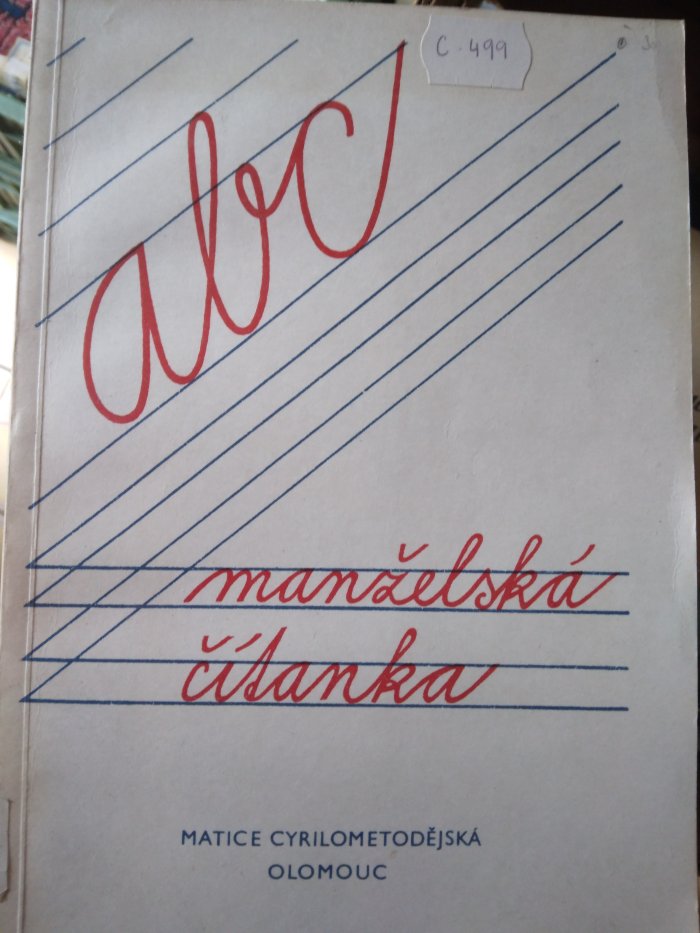 C. 499
abc
manželská
čítanka
MATICE CYRILOMETODĚJSKÁ
OLOMOUC